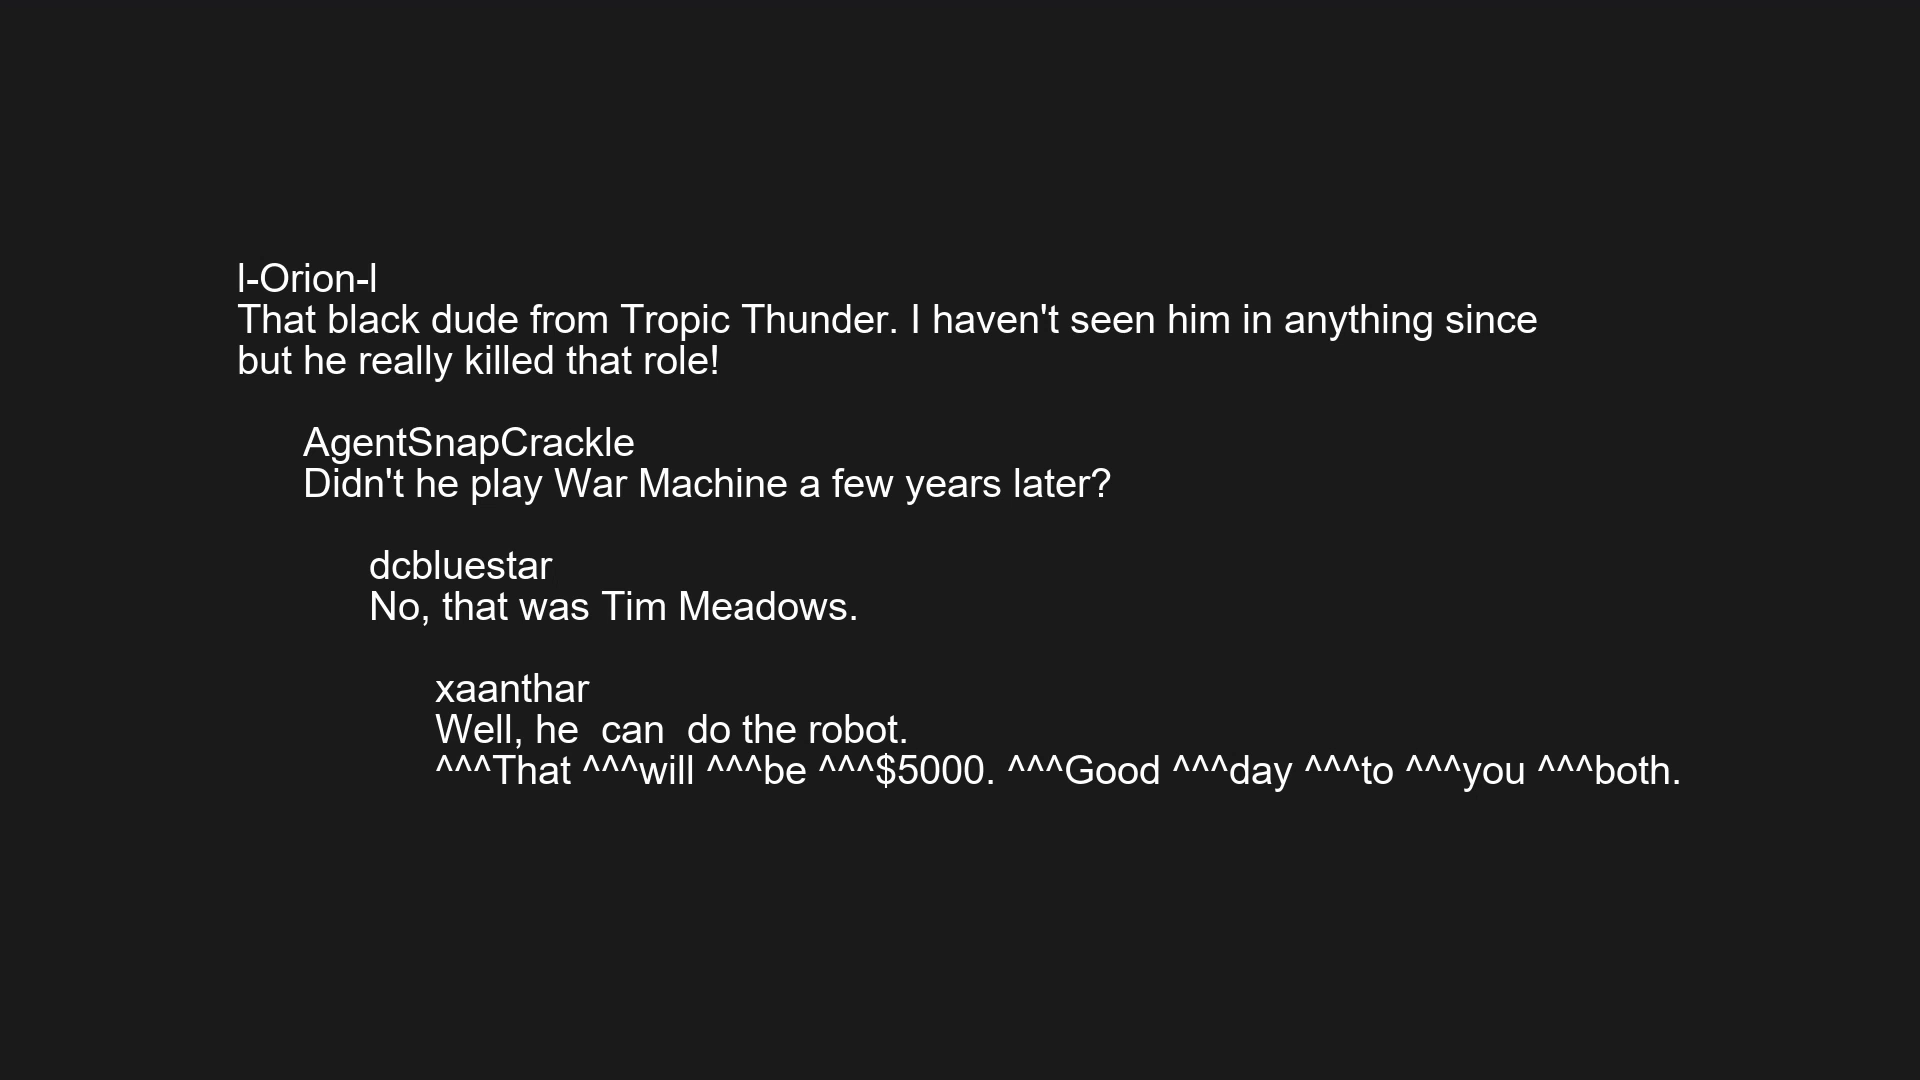 l-Orion-l
That black dude from Tropic Thunder. I haven't seen him in anything since
but he really killed that role!
AgentSnapCrackle
Didn't he play War Machine a few years later?
dcbluestar
No, that was Tim Meadows.
xaanthar
Well, he  can  do the robot.
^^^That ^^^will ^^^be ^^^$5000. ^^^Good ^^^day ^^^to ^^^you ^^^both.